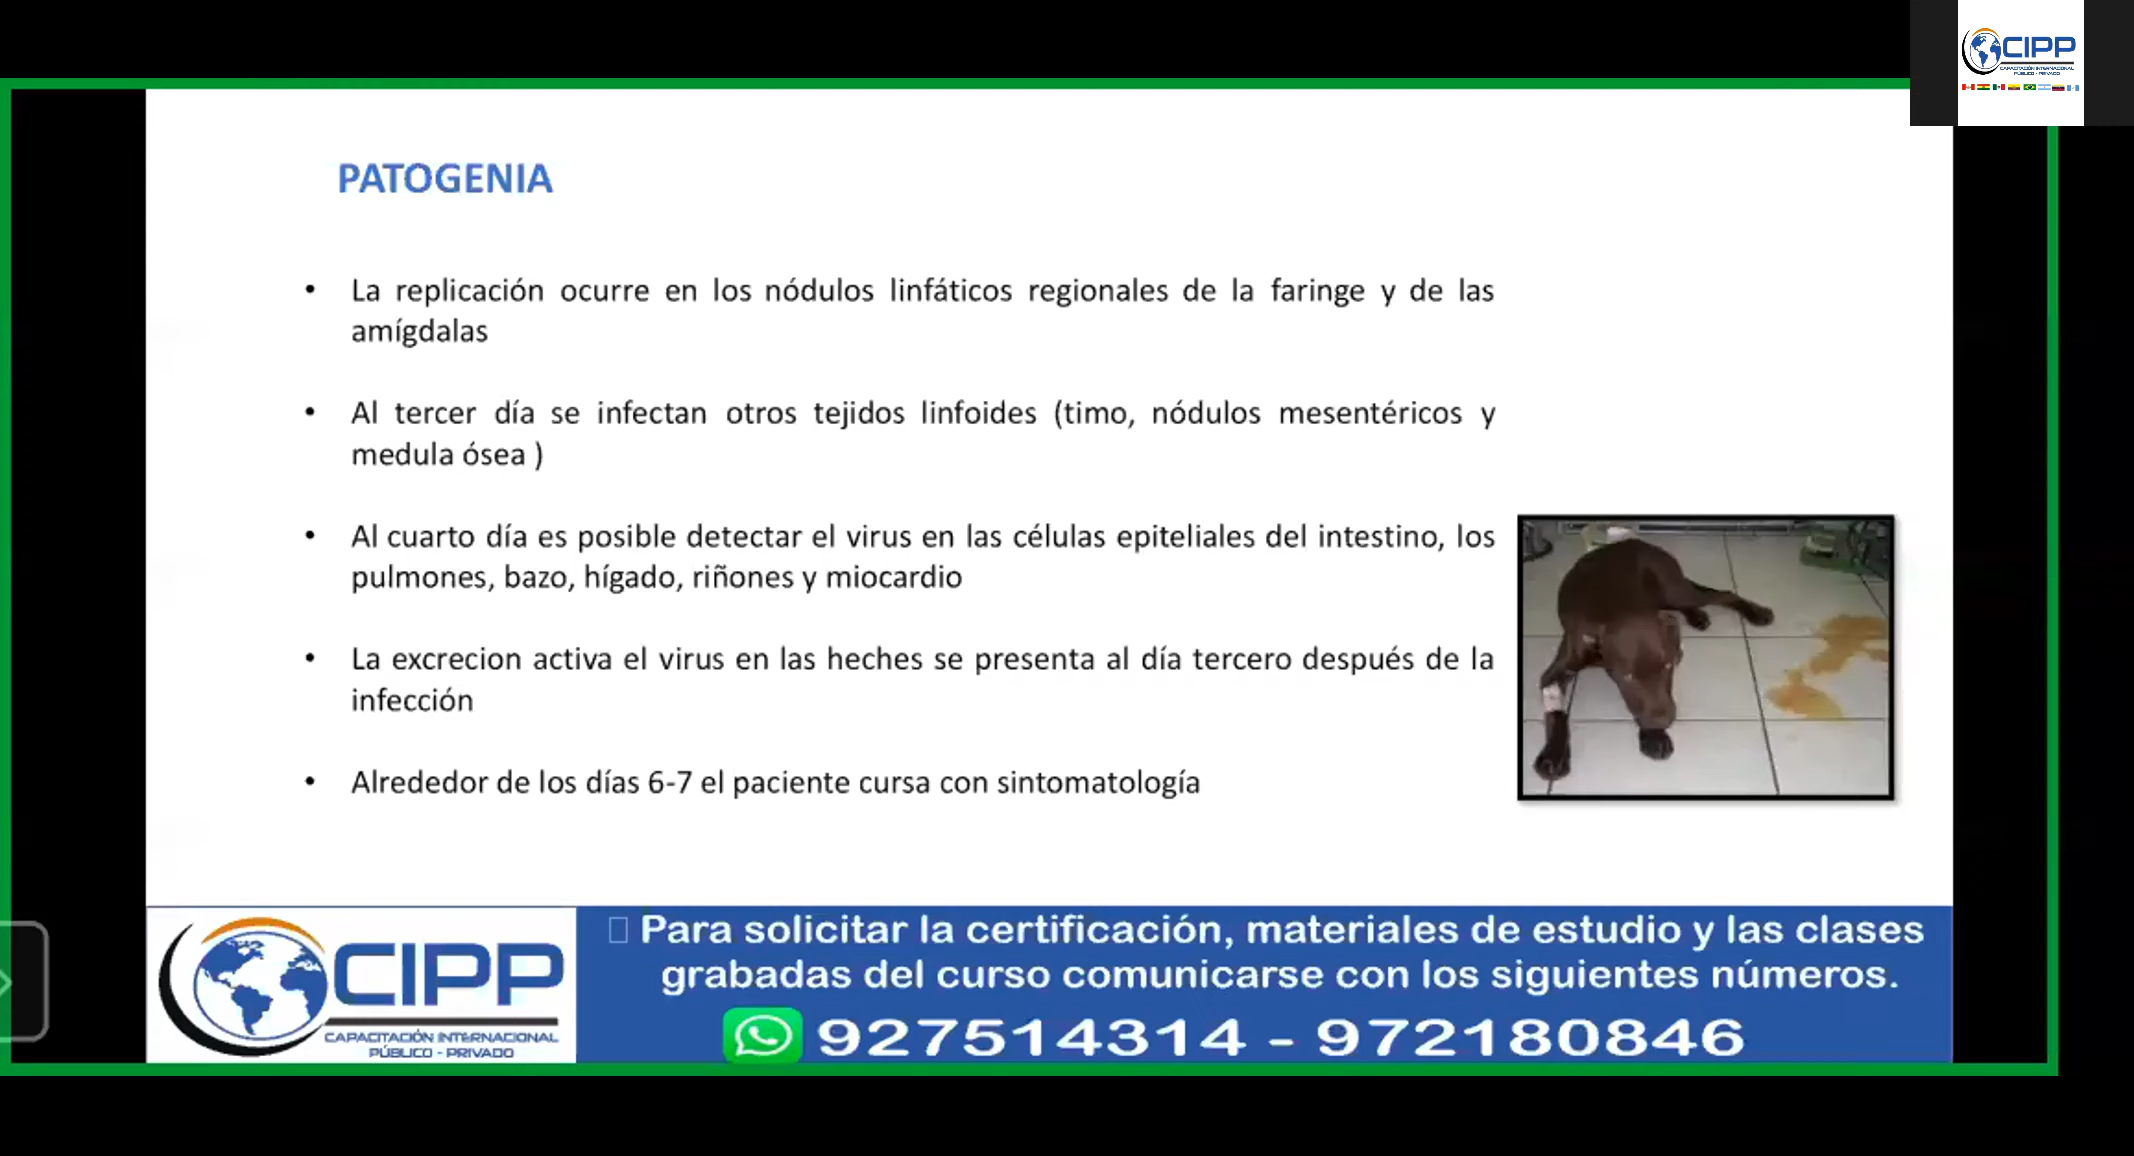 CIPP
CAPACITACIÓN INTERNACIONAL
PÚBLICO - PRIVADO
PATOGENIA
• La replicación ocurre en los nódulos linfáticos regionales de la faringe y de las
amígdalas
• Al tercer día se infectan otros tejidos linfoides (timo, nódulos mesentéricos y
medula ósea )
• Al cuarto día es posible detectar el virus en las células epiteliales del intestino, los
pulmones, bazo, hígado, riñones y miocardio
• La excrecion activa el virus en las heches se presenta al día tercero después de la
infección
• Alrededor de los días 6-7 el paciente cursa con sintomatología
CIPP
CAPACITACIÓN INTERNACIONAL
PÚBLICO - PRIVADO
Para solicitar la certificación, materiales de estudio y las clases
grabadas del curso comunicarse con los siguientes números.
927514314 - 972180846